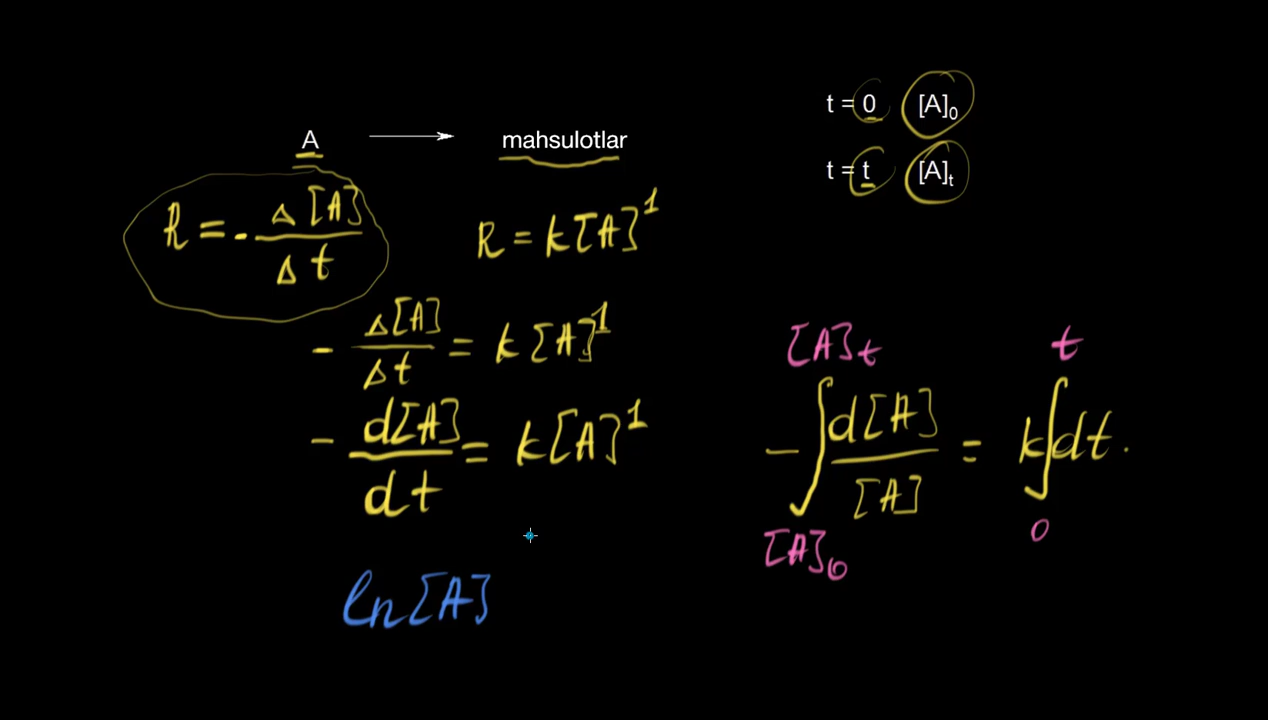 t = 0 [A]₀
t = t [A]ₜ
A → mahsulotlar
R = - Δ[A] / Δt
R = k[A]¹
- Δ[A] / Δt = k[A]¹
- d[A] / dt = k[A]¹
- ∫_{[A]₀}^{[A]t} d[A] / [A] = k ∫_{0}^{t} dt.
ln[A]